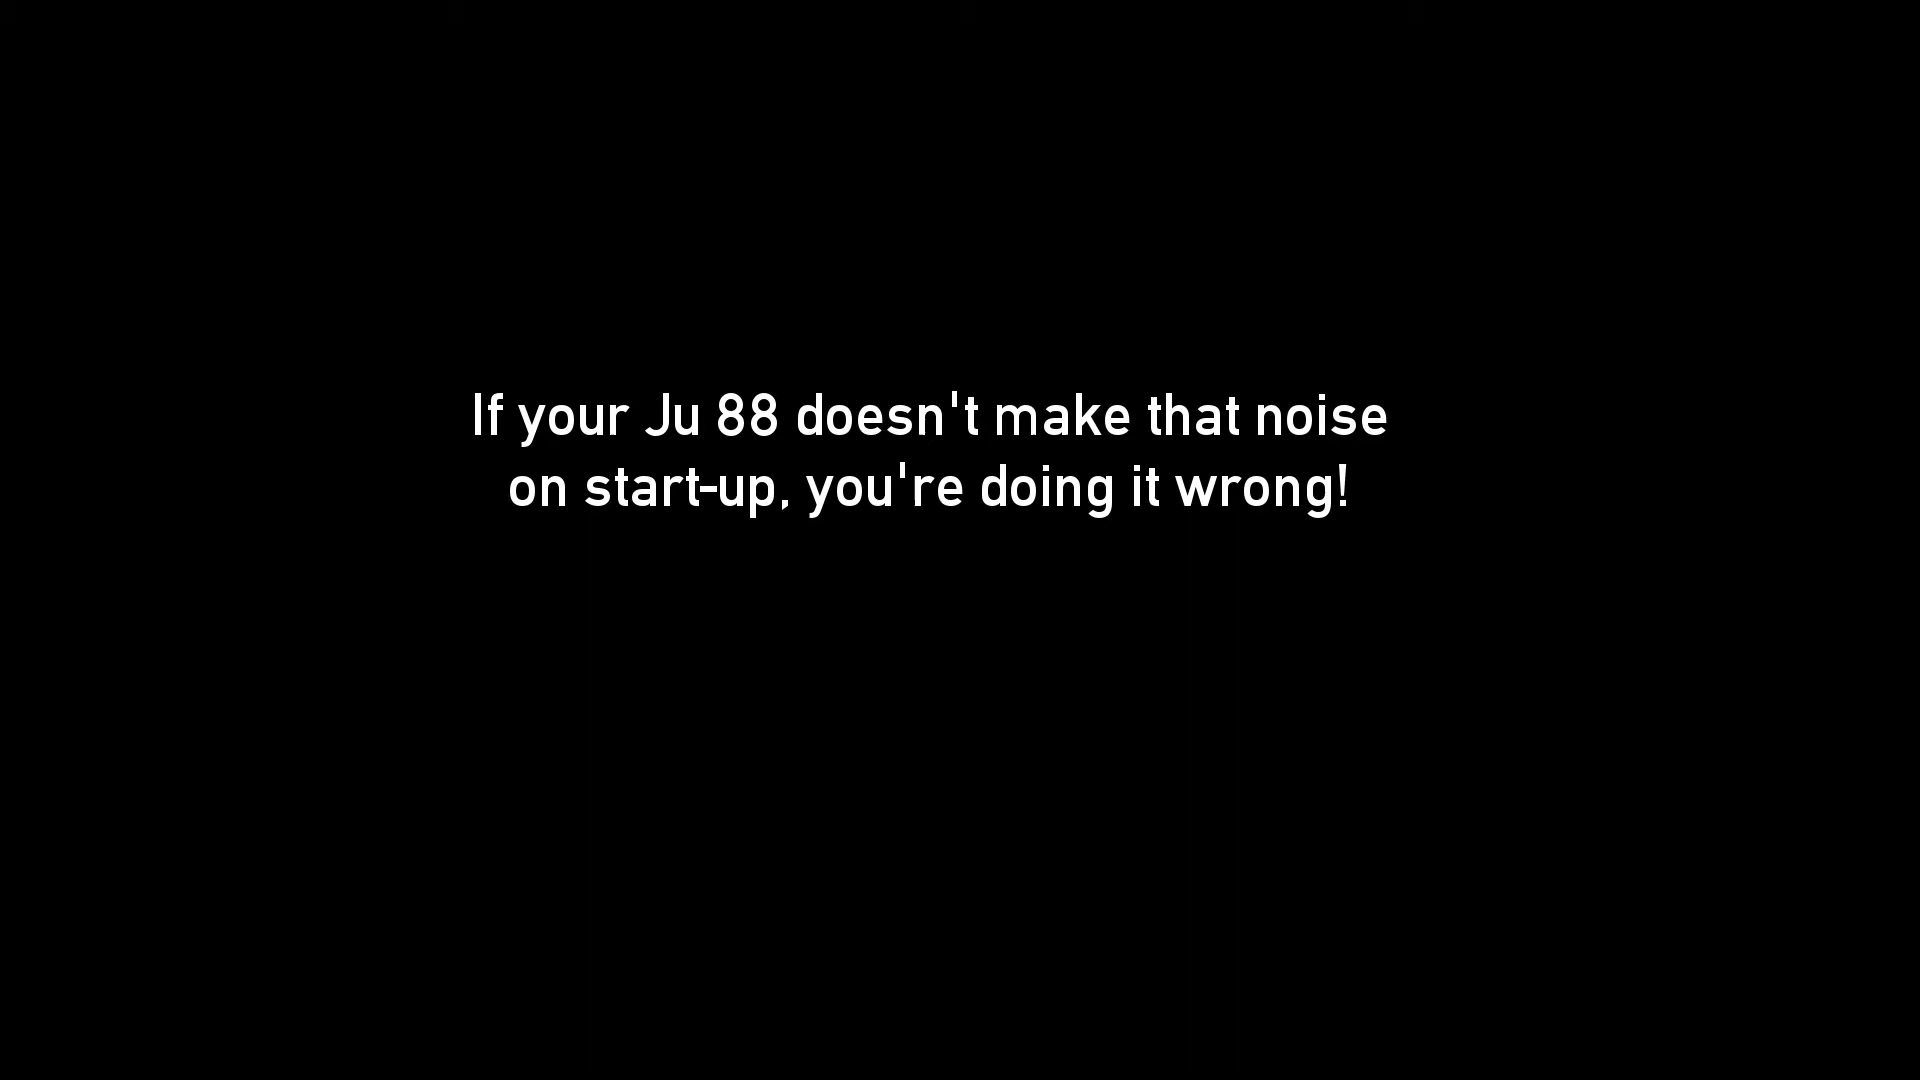 If your Ju 88 doesn't make that noise
on start-up, you're doing it wrong!